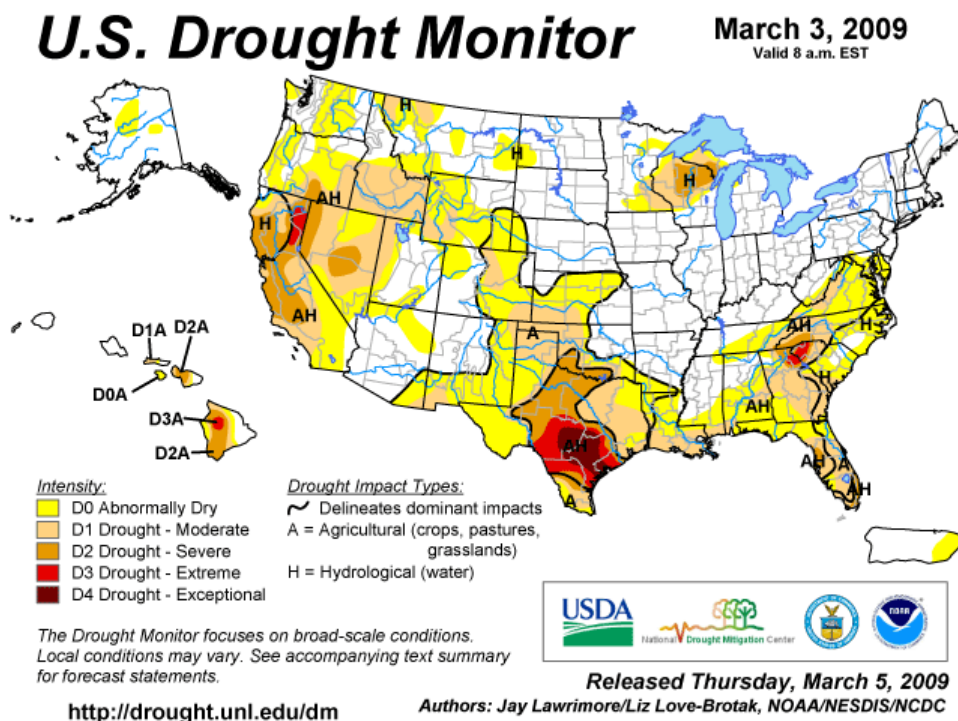 U.S. Drought Monitor
March 3, 2009
Valid 8 a.m. EST
H
H
H
AH
H
AH
A
AH
H
H
AH
AH
A
AH
A
AH
D1A
D2A
D0A
D3A
D2A
Intensity:
D0 Abnormally Dry
D1 Drought - Moderate
D2 Drought - Severe
D3 Drought - Extreme
D4 Drought - Exceptional
Drought Impact Types:
Delineates dominant impacts
A = Agricultural (crops, pastures,
grasslands)
H = Hydrological (water)
USDA
National Drought Mitigation Center
NOAA
The Drought Monitor focuses on broad-scale conditions.
Local conditions may vary. See accompanying text summary
for forecast statements.
http://drought.unl.edu/dm
Released Thursday, March 5, 2009
Authors: Jay Lawrimore/Liz Love-Brotak, NOAA/NESDIS/NCDC